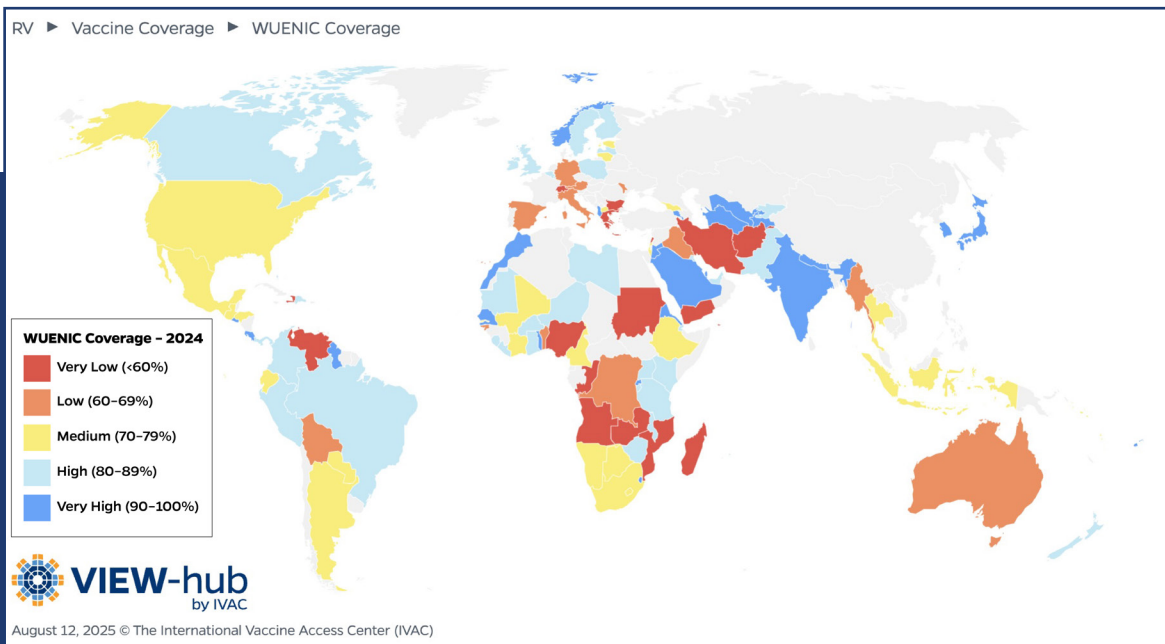 RV ► Vaccine Coverage ► WUENIC Coverage
WUENIC Coverage – 2024
Very Low (<60%)
Low (60–69%)
Medium (70–79%)
High (80–89%)
Very High (90–100%)
VIEW-hub
by IVAC
August 12, 2025 © The International Vaccine Access Center (IVAC)